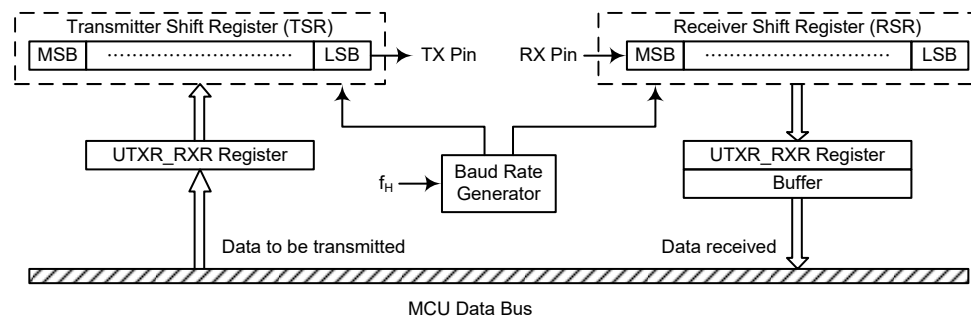 Transmitter Shift Register (TSR)
MSB ........................... LSB
TX Pin
RX Pin
Receiver Shift Register (RSR)
MSB ........................... LSB
UTXR_RXR Register
fH
Baud Rate
Generator
UTXR_RXR Register
Buffer
Data to be transmitted
Data received
MCU Data Bus